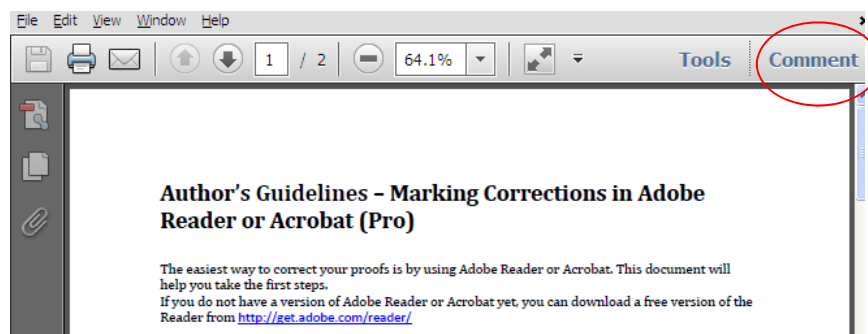 File Edit View Window Help
1 / 2 64.1% Tools Comment
Author's Guidelines – Marking Corrections in Adobe
Reader or Acrobat (Pro)
The easiest way to correct your proofs is by using Adobe Reader or Acrobat. This document will
help you take the first steps.
If you do not have a version of Adobe Reader or Acrobat yet, you can download a free version of the
Reader from http://get.adobe.com/reader/